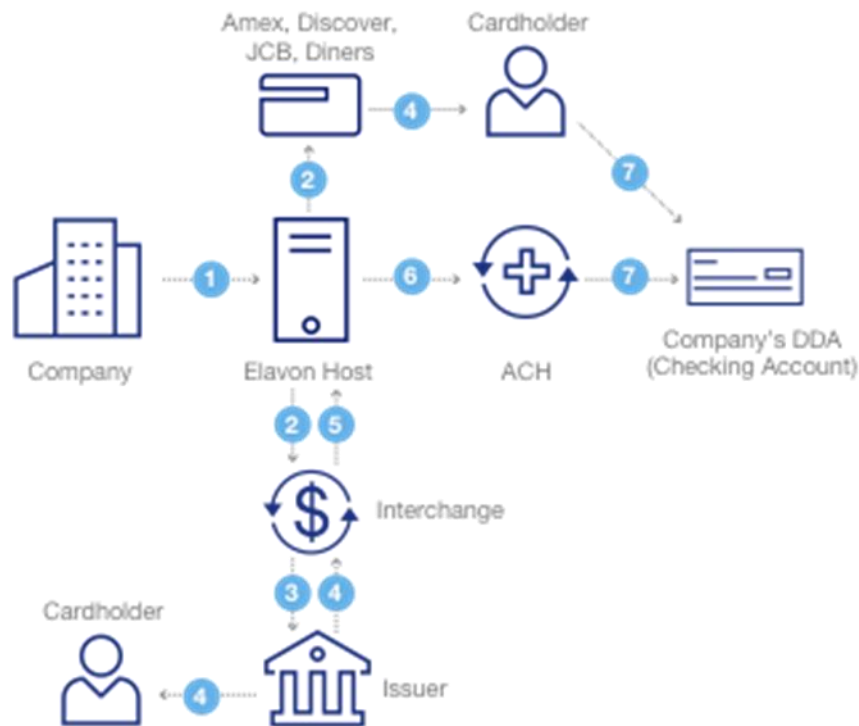 Amex, Discover,
JCB, Diners
Cardholder
4
2
7
1
6
7
Company
Elavon Host
ACH
Company's DDA
(Checking Account)
2
5
$
Interchange
3
4
Cardholder
4
Issuer